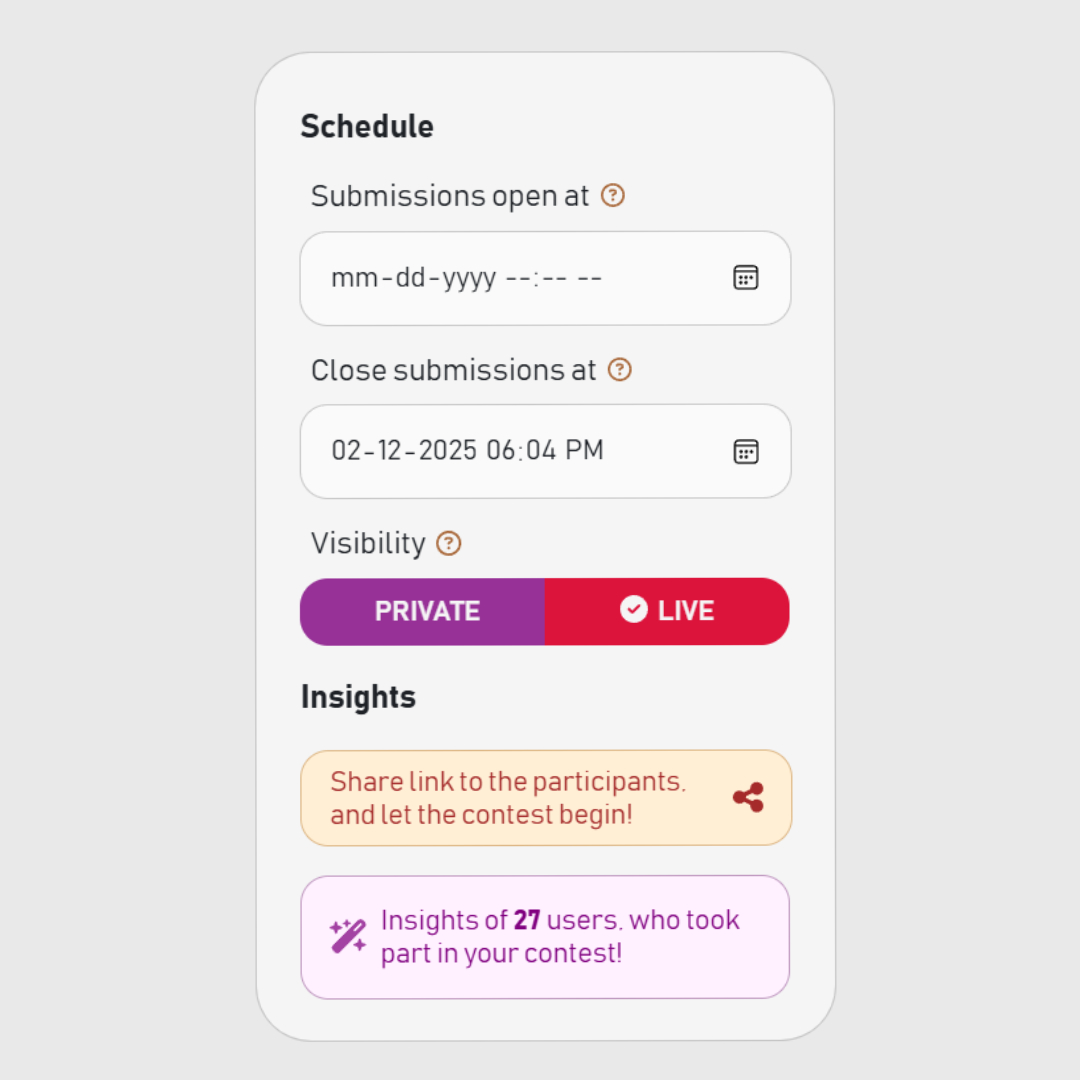 Schedule
Submissions open at
mm-dd-yyyy --:-- --
Close submissions at
02-12-2025 06:04 PM
Visibility
PRIVATE
LIVE
Insights
Share link to the participants,
and let the contest begin!
Insights of 27 users, who took
part in your contest!